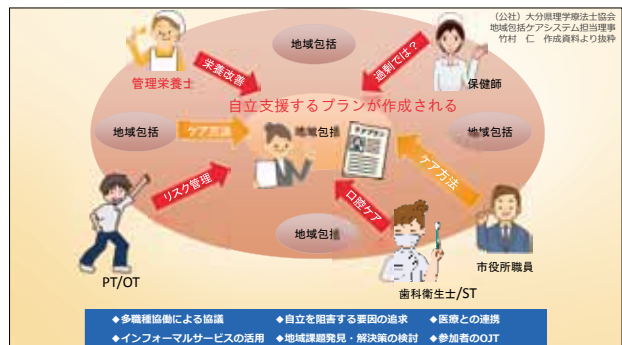 （公社）大分県理学療法士協会
地域包括ケアシステム担当理事
竹村　仁　作成資料より抜粋
地域包括
管理栄養士
栄養改善
過剰では？
保健師
自立支援するプランが作成される
地域包括
地域包括
ケアプラン
地域包括
リスク管理
口腔ケア
ケア方法
PT/OT
地域包括
歯科衛生士/ST
市役所職員
◆多職種協働による協議　◆自立を阻害する要因の追求　◆医療との連携
◆インフォーマルサービスの活用　◆地域課題発見・解決策の検討　◆参加者のOJT